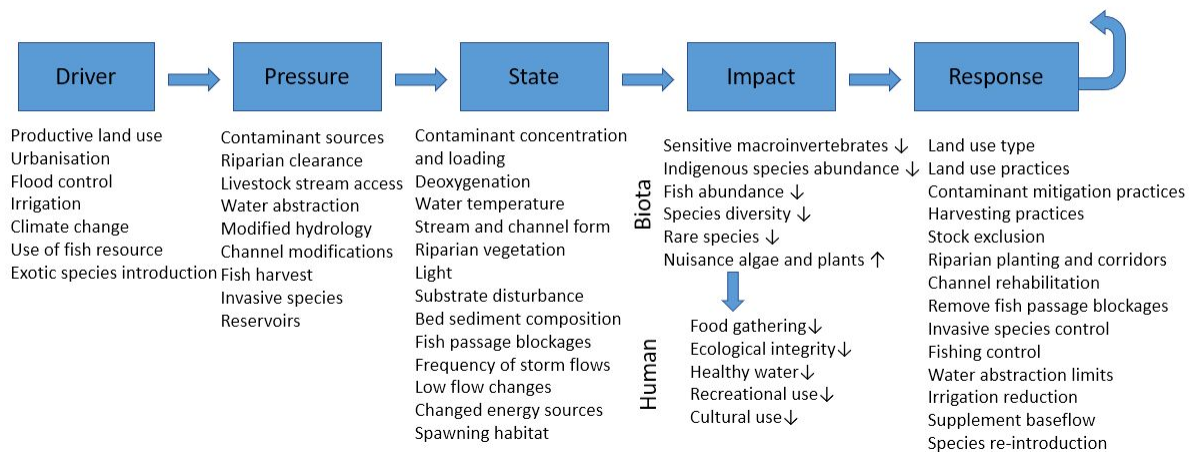 Driver
Pressure
State
Impact
Response
Productive land use
Urbanisation
Flood control
Irrigation
Climate change
Use of fish resource
Exotic species introduction
Contaminant sources
Riparian clearance
Livestock stream access
Water abstraction
Modified hydrology
Channel modifications
Fish harvest
Invasive species
Reservoirs
Contaminant concentration
and loading
Deoxygenation
Water temperature
Stream and channel form
Riparian vegetation
Light
Substrate disturbance
Bed sediment composition
Fish passage blockages
Frequency of storm flows
Low flow changes
Changed energy sources
Spawning habitat
Biota
Sensitive macroinvertebrates ↓
Indigenous species abundance ↓
Fish abundance ↓
Species diversity ↓
Rare species ↓
Nuisance algae and plants ↑
Human
Food gathering↓
Ecological integrity↓
Healthy water↓
Recreational use↓
Cultural use↓
Land use type
Land use practices
Contaminant mitigation practices
Harvesting practices
Stock exclusion
Riparian planting and corridors
Channel rehabilitation
Remove fish passage blockages
Invasive species control
Fishing control
Water abstraction limits
Irrigation reduction
Supplement baseflow
Species re-introduction